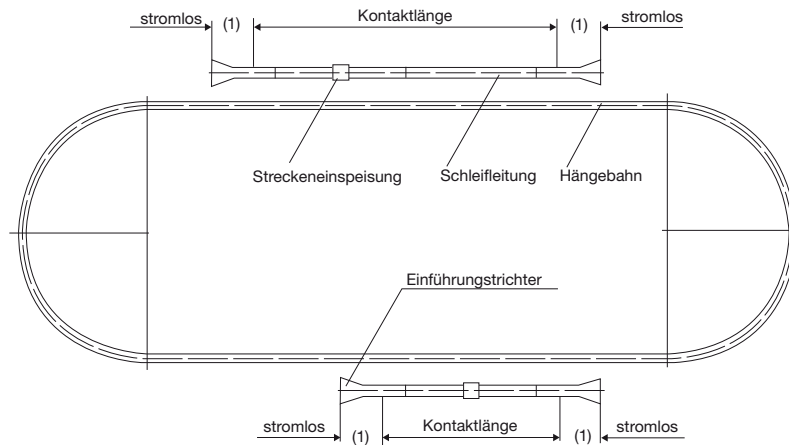 stromlos (1) Kontaktlänge (1) stromlos
Streckeneinspeisung Schleifleitung Hängebahn
Einführungstrichter
stromlos (1) Kontaktlänge (1) stromlos